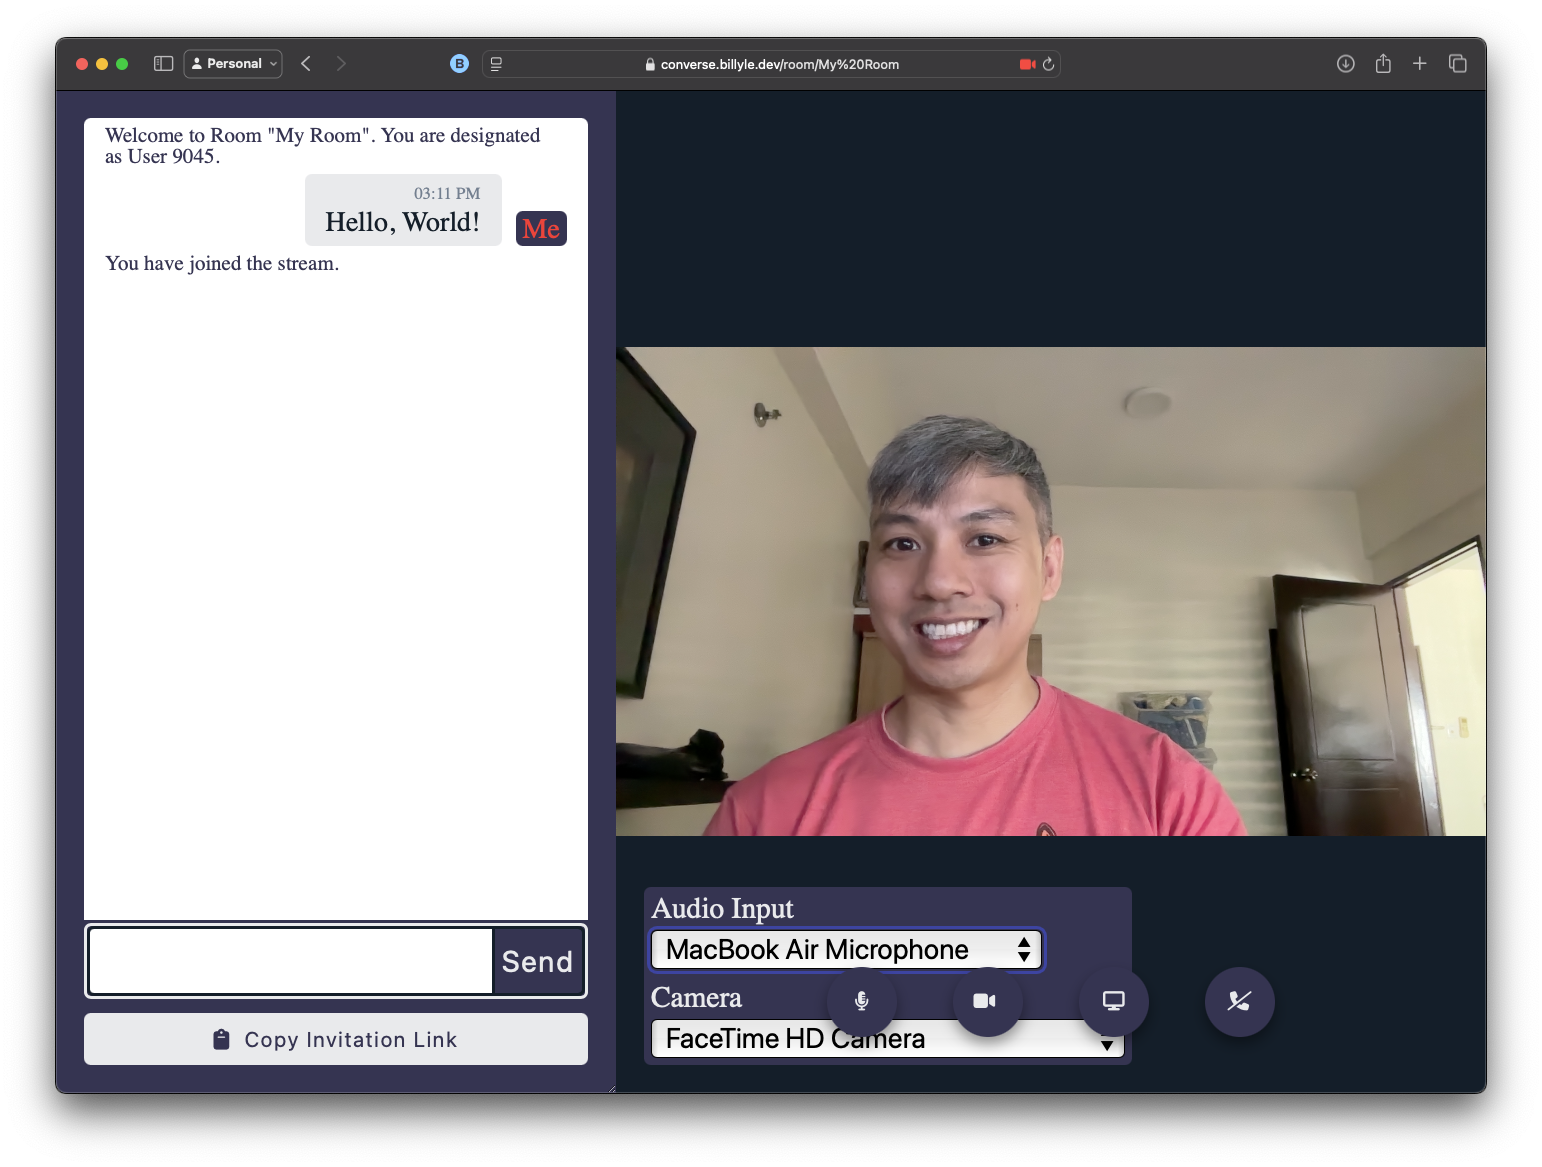 Personal
B
converse.billyle.dev/room/My%20Room
Welcome to Room "My Room". You are designated
as User 9045.
03:11 PM
Hello, World!
Me
You have joined the stream.
Send
Copy Invitation Link
Audio Input
MacBook Air Microphone
Camera
FaceTime HD Camera